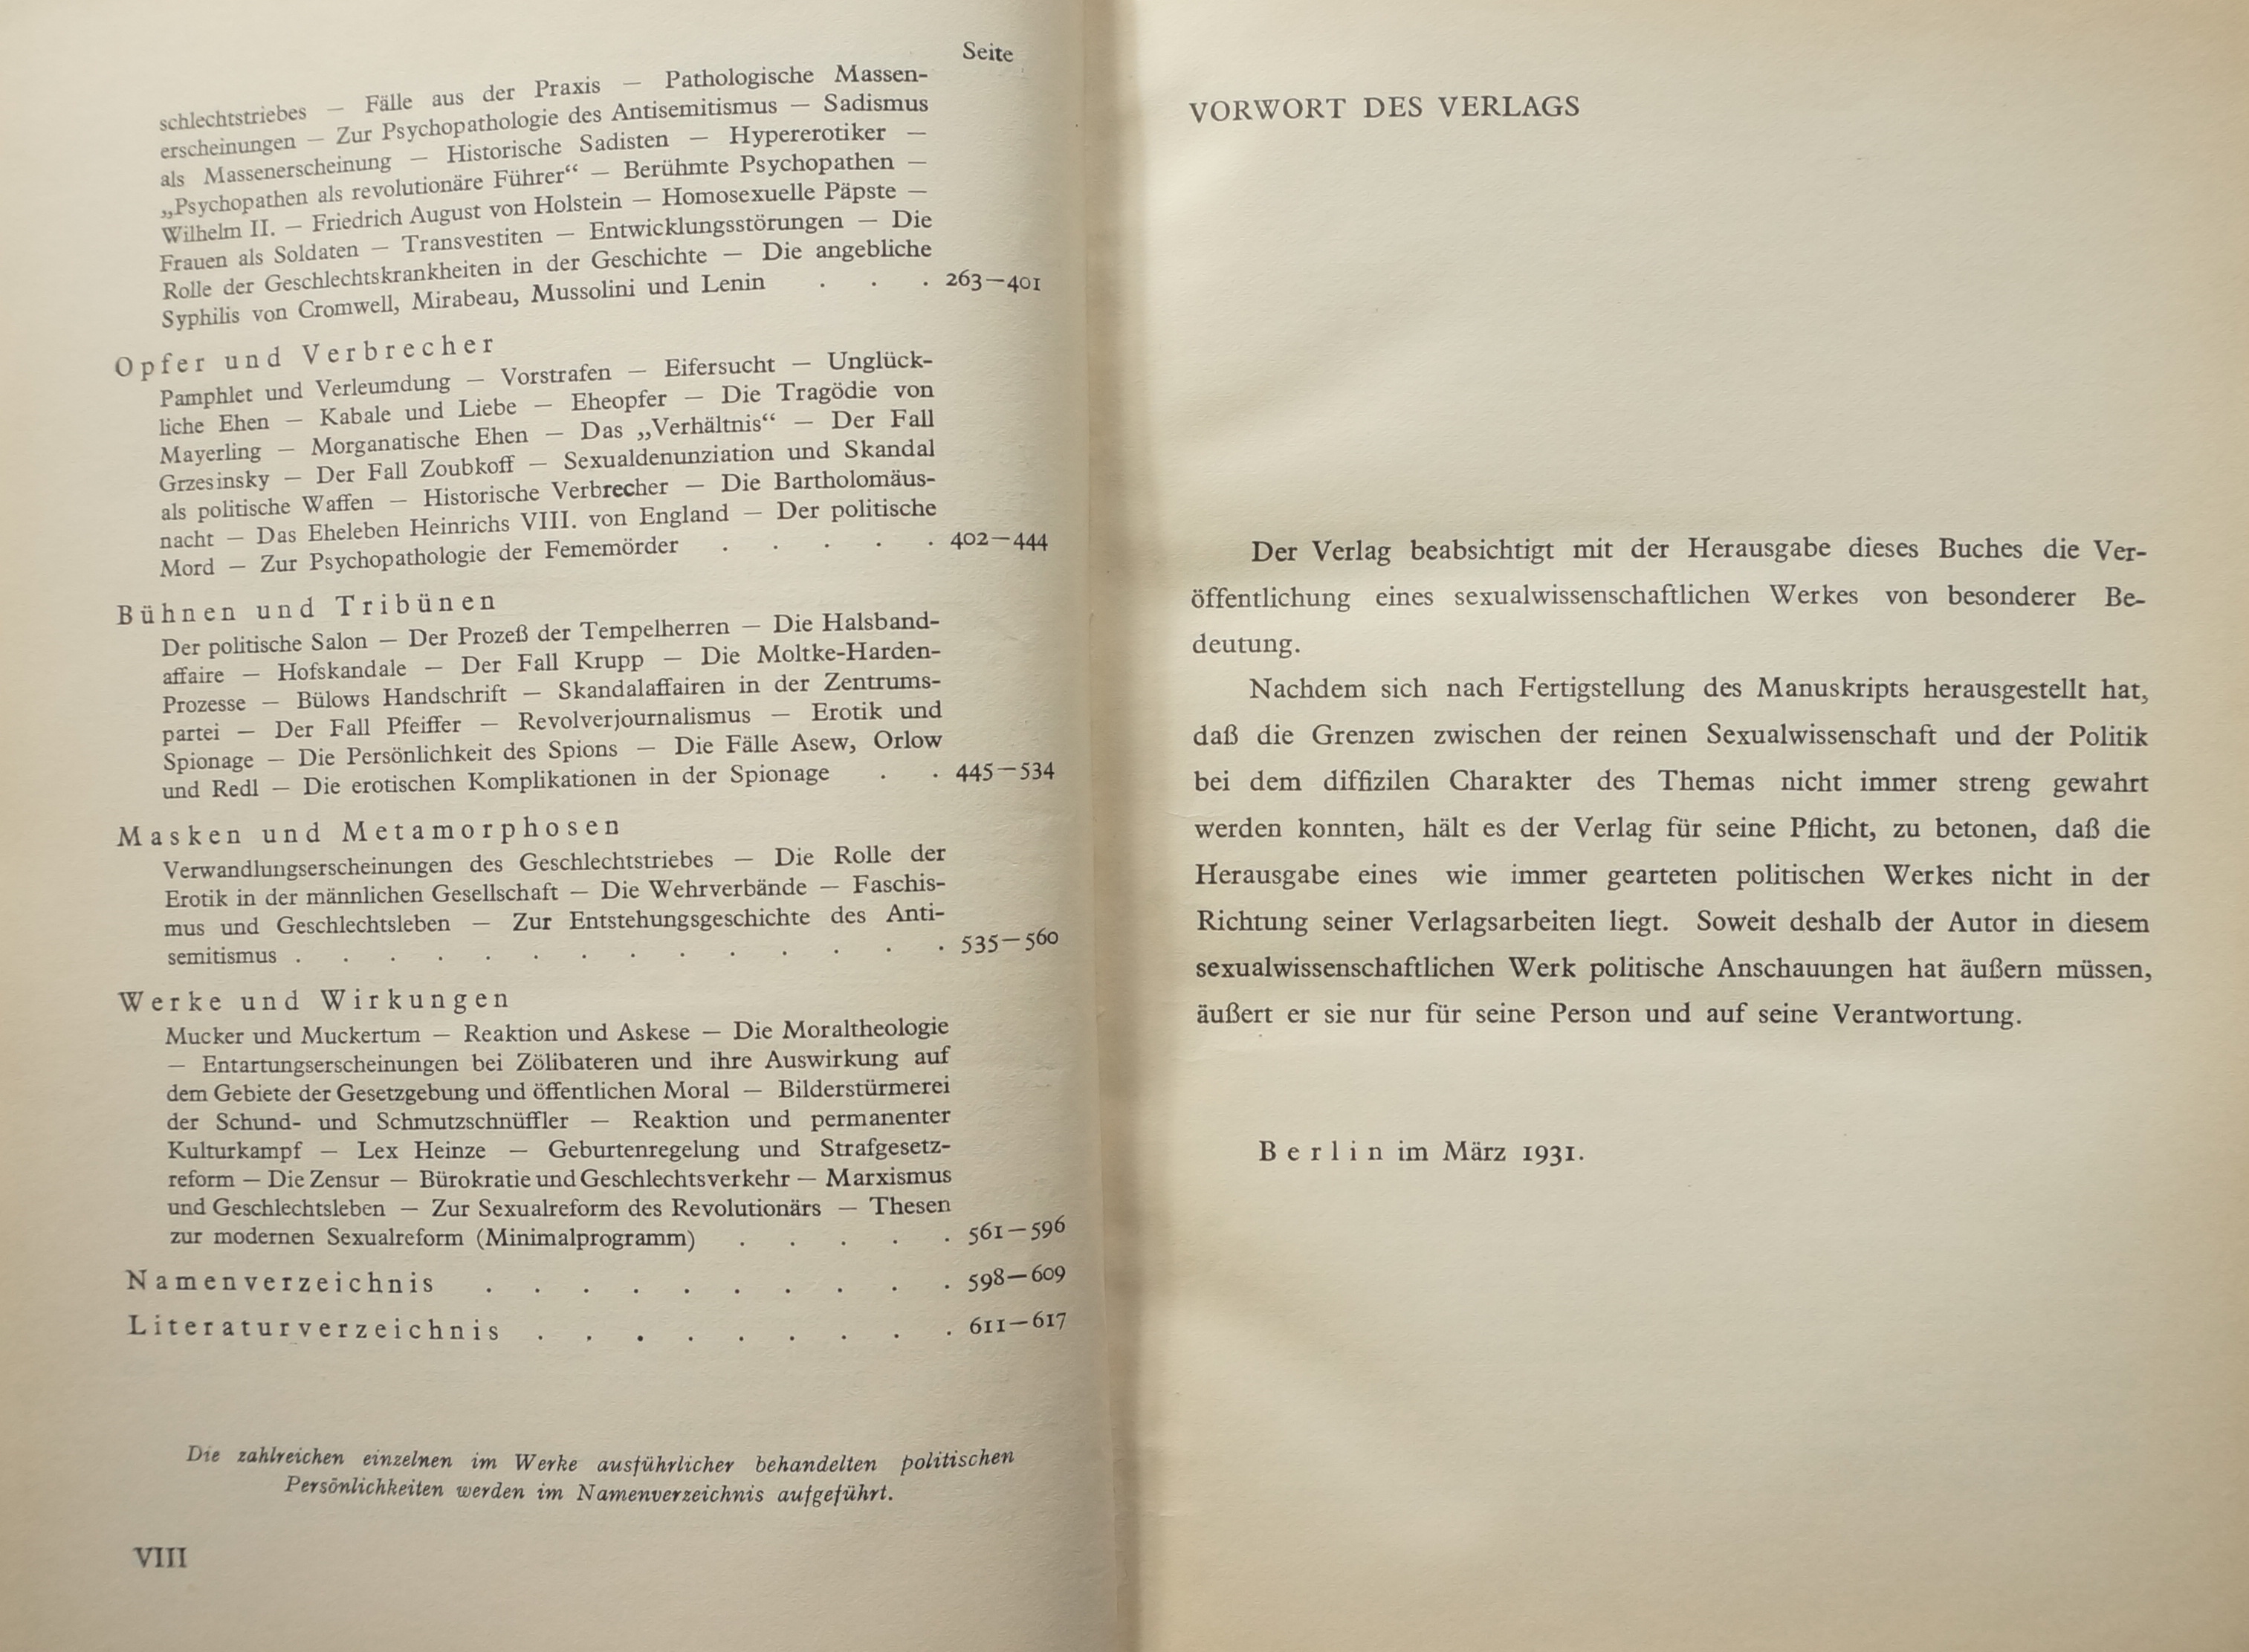 Seite
schlechtstriebes — Fälle aus der Praxis — Pathologische Massen-
erscheinungen — Zur Psychopathologie des Antisemitismus — Sadismus
als Massenerscheinung — Historische Sadisten — Hypererotiker —
„Psychopathen als revolutionäre Führer“ — Berühmte Psychopathen —
Wilhelm II. — Friedrich August von Holstein — Homosexuelle Päpste —
Frauen als Soldaten — Transvestiten — Entwicklungsstörungen — Die
Rolle der Geschlechtskrankheiten in der Geschichte — Die angebliche
Syphilis von Cromwell, Mirabeau, Mussolini und Lenin . . . 263—401
Opfer und Verbrecher
Pamphlet und Verleumdung — Vorstrafen — Eifersucht — Unglück-
liche Ehen — Kabale und Liebe — Eheopfer — Die Tragödie von
Mayerling — Morganatische Ehen — Das „Verhältnis“ — Der Fall
Grzesinsky — Der Fall Zoubkoff — Sexualdenunziation und Skandal
als politische Waffen — Historische Verbrecher — Die Bartholomäus-
nacht — Das Eheleben Heinrichs VIII. von England — Der politische
Mord — Zur Psychopathologie der Fememörder . . . . . 402—444
Bühnen und Tribünen
Der politische Salon — Der Prozeß der Tempelherren — Die Halsband-
affaire — Hofskandale — Der Fall Krupp — Die Moltke-Harden-
Prozesse — Bülows Handschrift — Skandalaffairen in der Zentrums-
partei — Der Fall Pfeiffer — Revolverjournalismus — Erotik und
Spionage — Die Persönlichkeit des Spions — Die Fälle Asew, Orlow
und Redl — Die erotischen Komplikationen in der Spionage . . 445—534
Masken und Metamorphosen
Verwandlungserscheinungen des Geschlechtstriebes — Die Rolle der
Erotik in der männlichen Gesellschaft — Die Wehrverbände — Faschis-
mus und Geschlechtsleben — Zur Entstehungsgeschichte des Anti-
semitismus . . . . . . . . . . . . . . 535—560
Werke und Wirkungen
Mucker und Muckertum — Reaktion und Askese — Die Moraltheologie
— Entartungserscheinungen bei Zölibateren und ihre Auswirkung auf
dem Gebiete der Gesetzgebung und öffentlichen Moral — Bilderstürmerei
der Schund- und Schmutzschnüffler — Reaktion und permanenter
Kulturkampf — Lex Heinze — Geburtenregelung und Strafgesetz-
reform — Die Zensur — Bürokratie und Geschlechtsverkehr — Marxismus
und Geschlechtsleben — Zur Sexualreform des Revolutionärs — Thesen
zur modernen Sexualreform (Minimalprogramm) . . . . . 561—596
Namenverzeichnis . . . . . . . . . . 598—609
Literaturverzeichnis . . . . . . . . . 611—617
Die zahlreichen einzelnen im Werke ausführlicher behandelten politischen
Persönlichkeiten werden im Namenverzeichnis aufgeführt.
VIII
VORWORT DES VERLAGS
Der Verlag beabsichtigt mit der Herausgabe dieses Buches die Ver-
öffentlichung eines sexualwissenschaftlichen Werkes von besonderer Be-
deutung.
Nachdem sich nach Fertigstellung des Manuskripts herausgestellt hat,
daß die Grenzen zwischen der reinen Sexualwissenschaft und der Politik
bei dem diffizilen Charakter des Themas nicht immer streng gewahrt
werden konnten, hält es der Verlag für seine Pflicht, zu betonen, daß die
Herausgabe eines wie immer gearteten politischen Werkes nicht in der
Richtung seiner Verlagsarbeiten liegt. Soweit deshalb der Autor in diesem
sexualwissenschaftlichen Werk politische Anschauungen hat äußern müssen,
äußert er sie nur für seine Person und auf seine Verantwortung.
Berlin im März 1931.